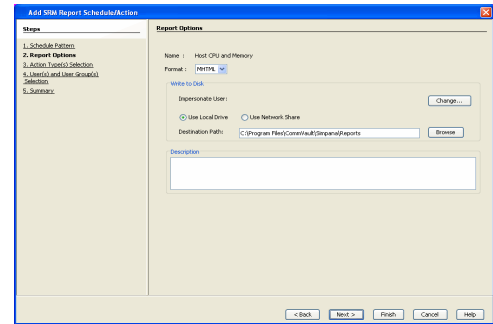 Add SRM Report Schedule/Action
Steps
1. Schedule Pattern
2. Report Options
3. Action Type(s) Selection
4. User(s) and User Group(s)
Selection
5. Summary
Report Options
Name : Host CPU and Memory
Format : MHTML
Write to Disk
Impersonate User:
Change...
Use Local Drive Use Network Share
Destination Path: C:\Program Files\CommVault\Simpana\Reports Browse
Description
< Back Next > Finish Cancel Help